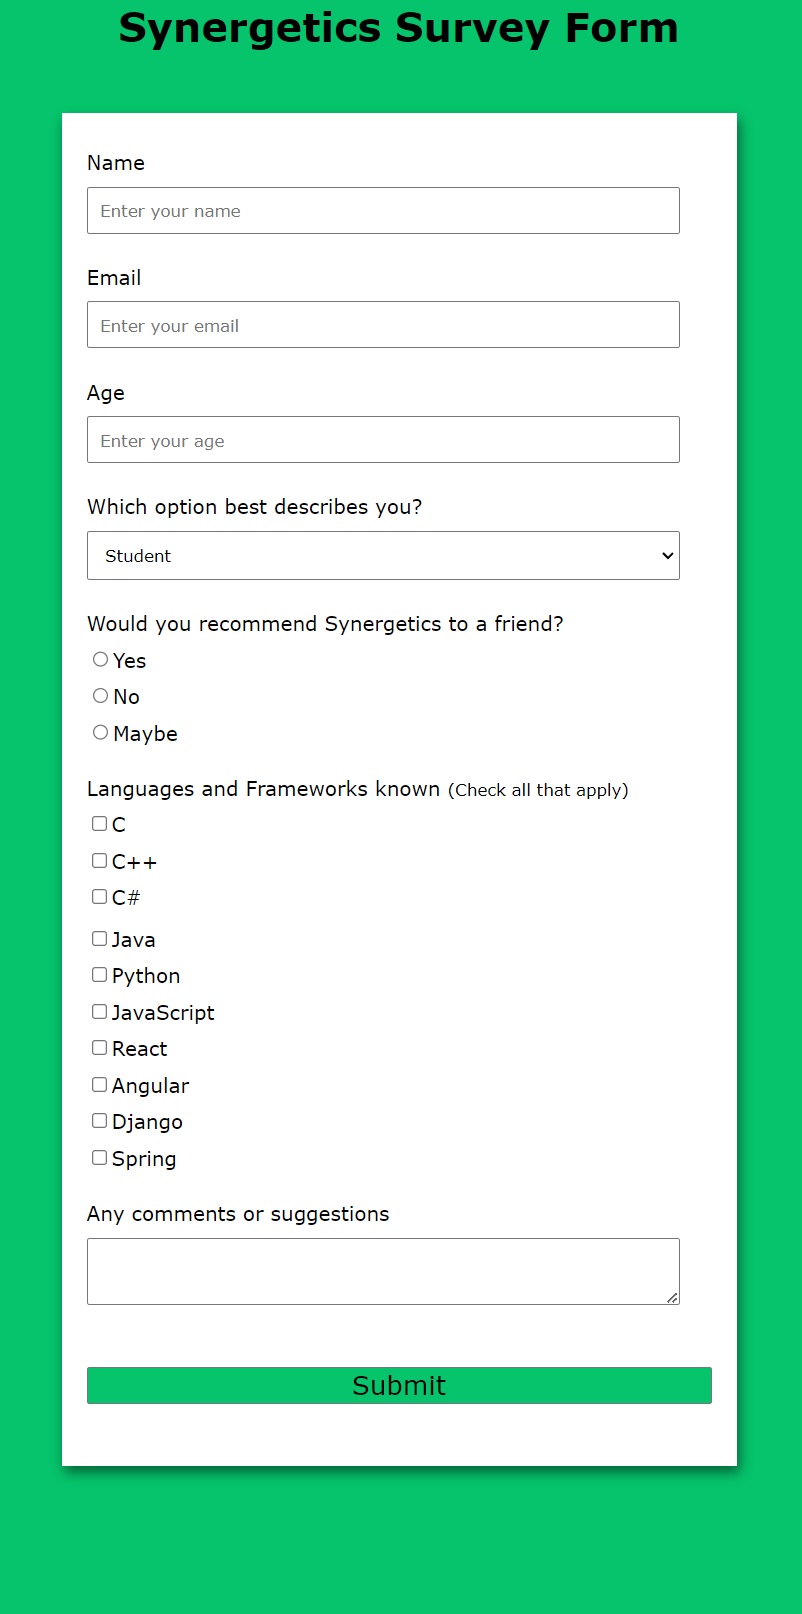 Synergetics Survey Form
Name
Enter your name
Email
Enter your email
Age
Enter your age
Which option best describes you?
Student
Would you recommend Synergetics to a friend?
Yes
No
Maybe
Languages and Frameworks known (Check all that apply)
C
C++
C#
Java
Python
JavaScript
React
Angular
Django
Spring
Any comments or suggestions
Submit